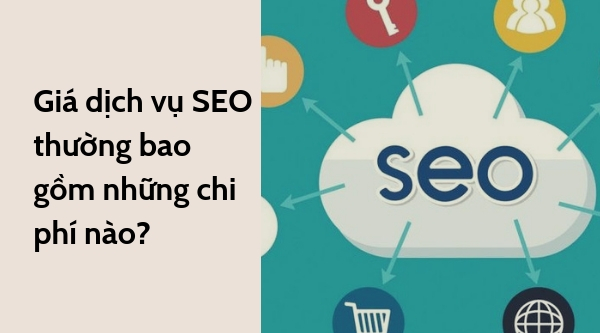 Giá dịch vụ SEO
thường bao
gồm những chi
phí nào?
seo